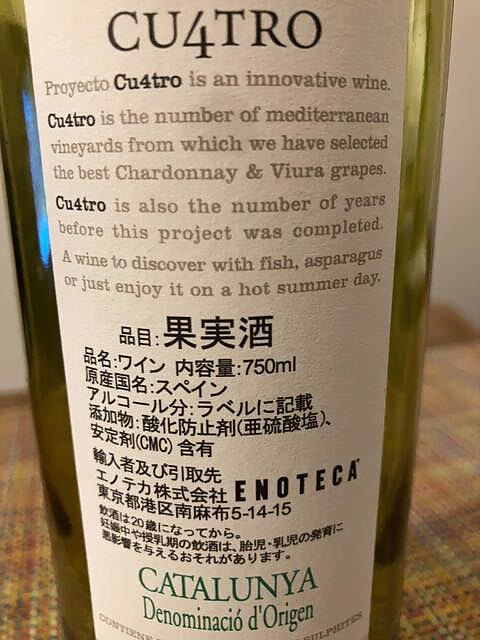 CU4TRO
Proyecto Cu4tro is an innovative wine.
Cu4tro is the number of mediterranean
vineyards from which we have selected
the best Chardonnay & Viura grapes.
Cu4tro is also the number of years
before this project was completed.
A wine to discover with fish, asparagus
or just enjoy it on a hot summer day.
品目:果実酒
品名:ワイン 内容量:750ml
原産国名:スペイン
アルコール分:ラベルに記載
添加物:酸化防止剤(亜硫酸塩)、
安定剤(CMC)含有
輸入者及び引取先
エノテカ株式会社 ENOTECA
東京都港区南麻布5-14-15
飲酒は20歳になってから。
妊娠中や授乳期の飲酒は、胎児・乳児の発育に
悪影響を与えるおそれがあります。
CATALUNYA
Denominació d'Origen
CONTIENE SULPHITES